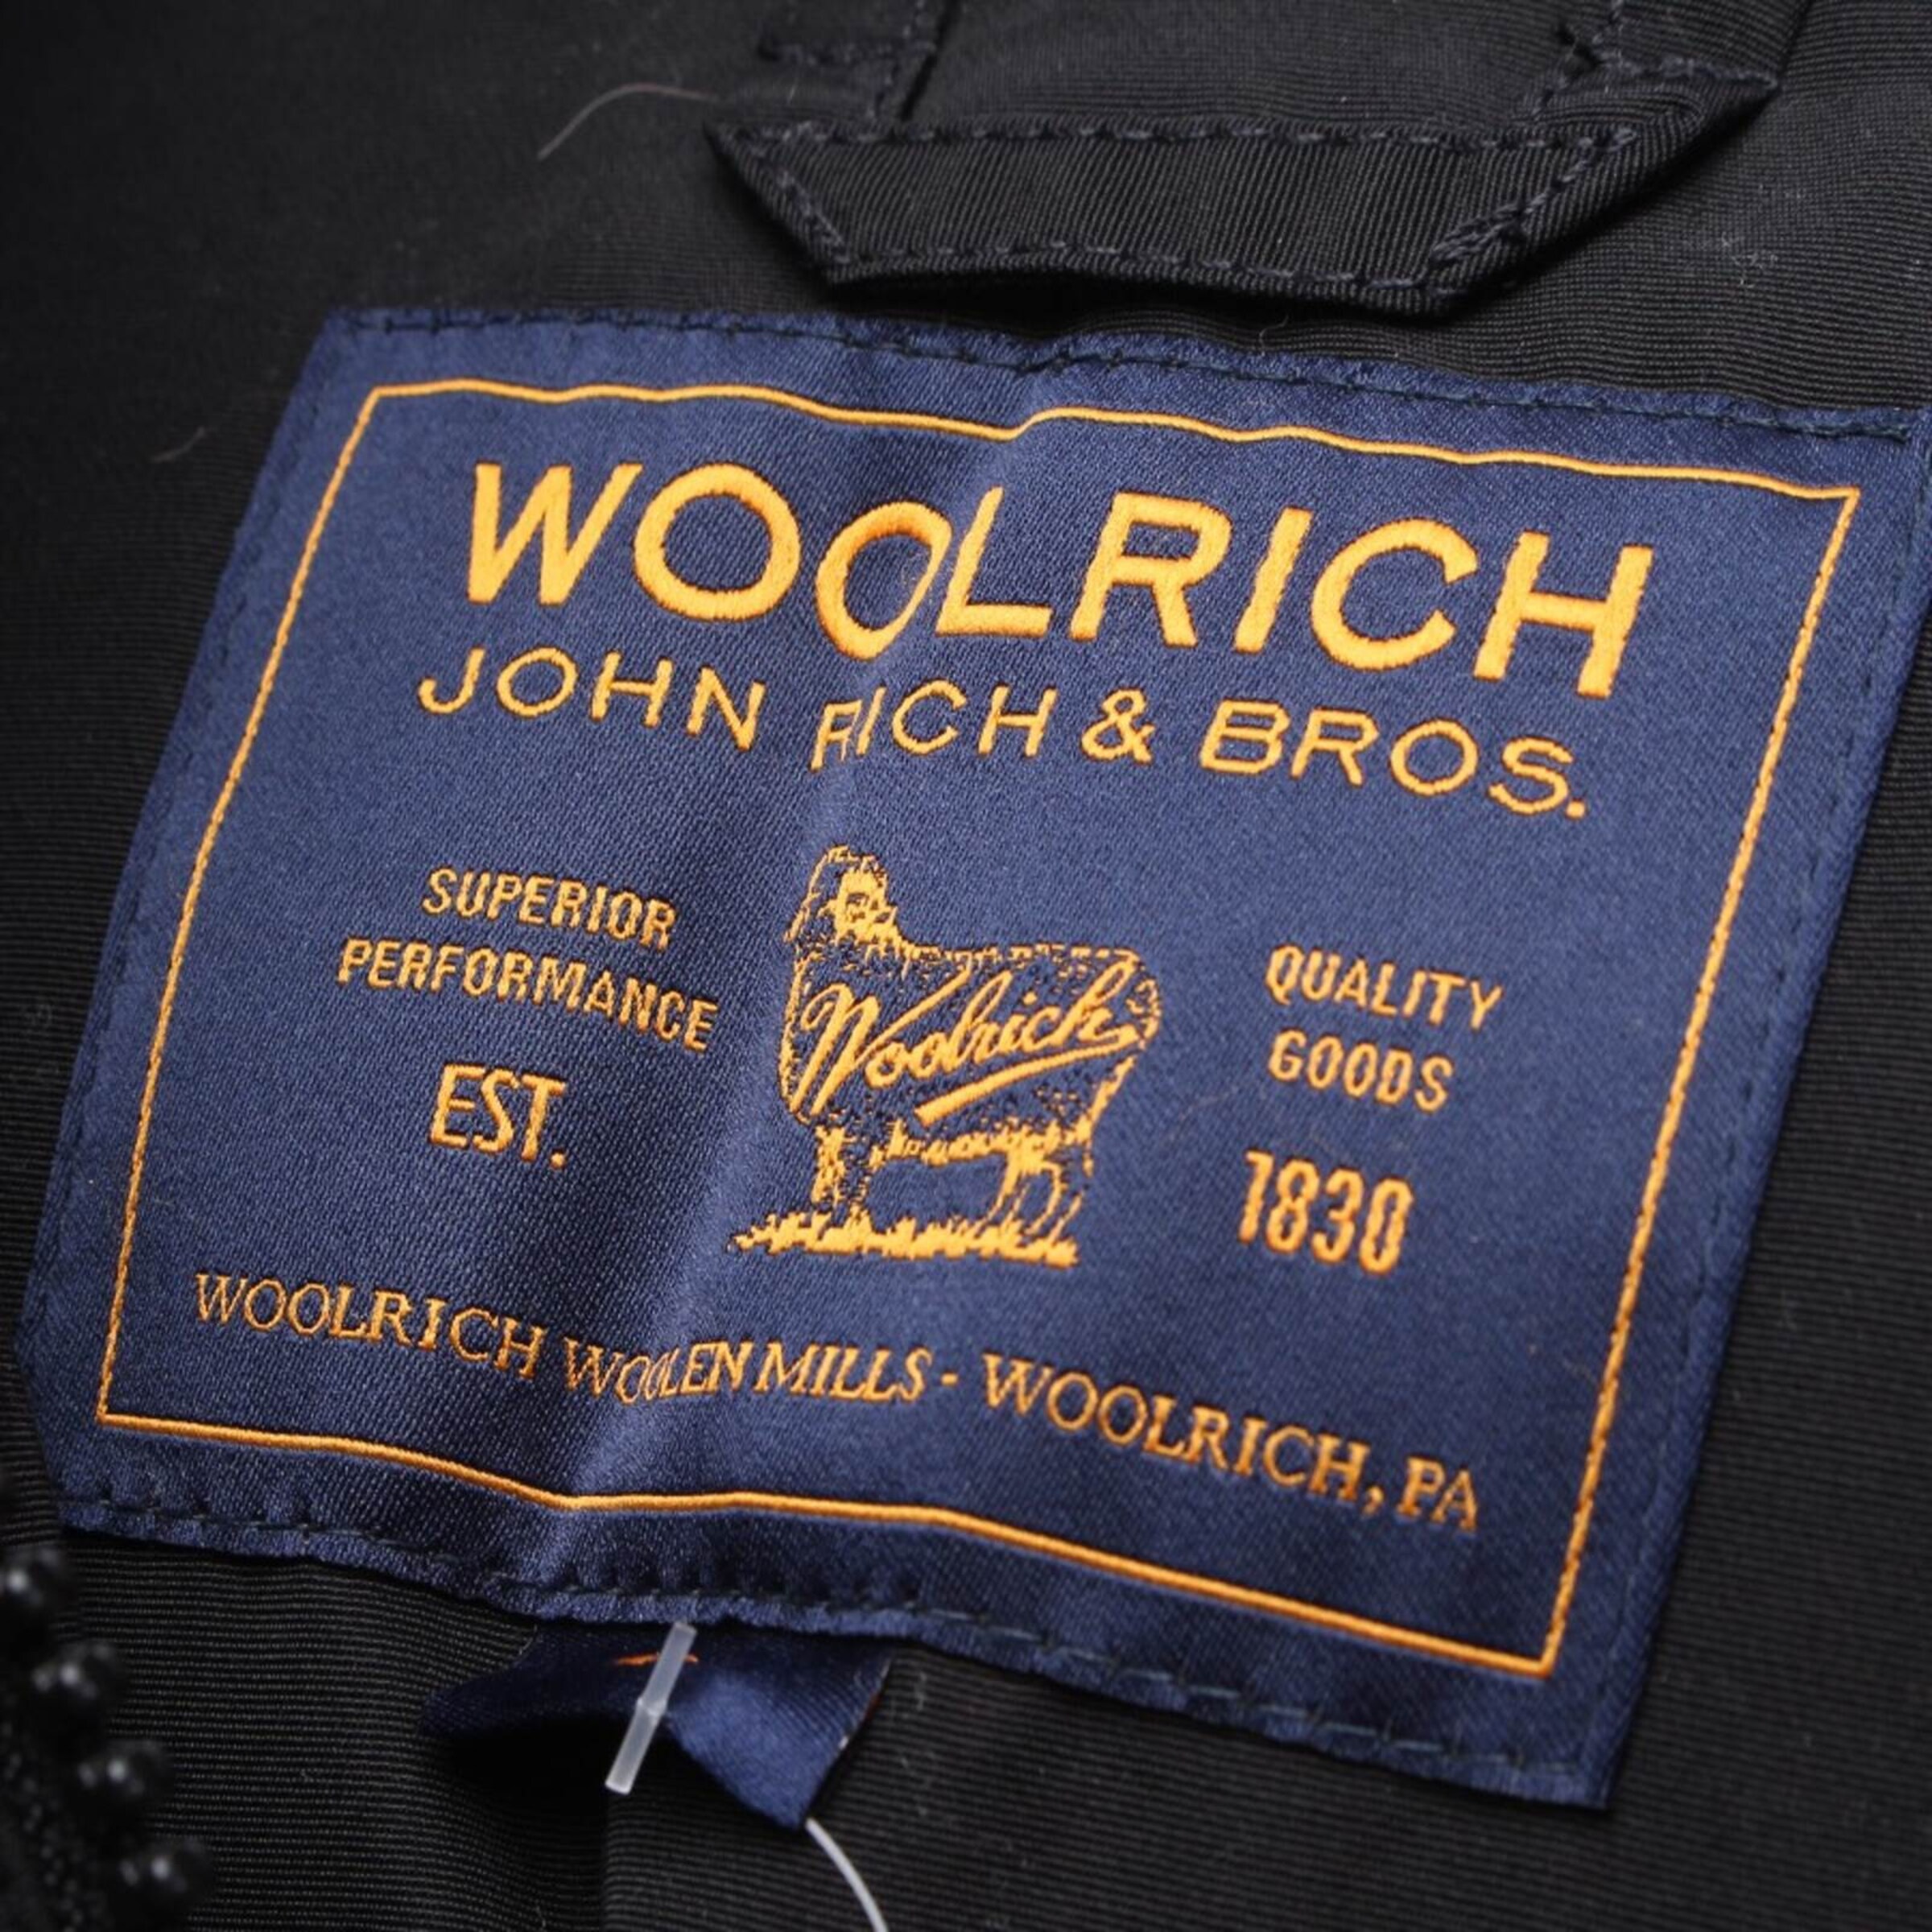 WOOLRICH
JOHN RICH & BROS.
SUPERIOR
PERFORMANCE
EST.
Woolrich
QUALITY
GOODS
1830
WOOLRICH WOOLEN MILLS - WOOLRICH, PA